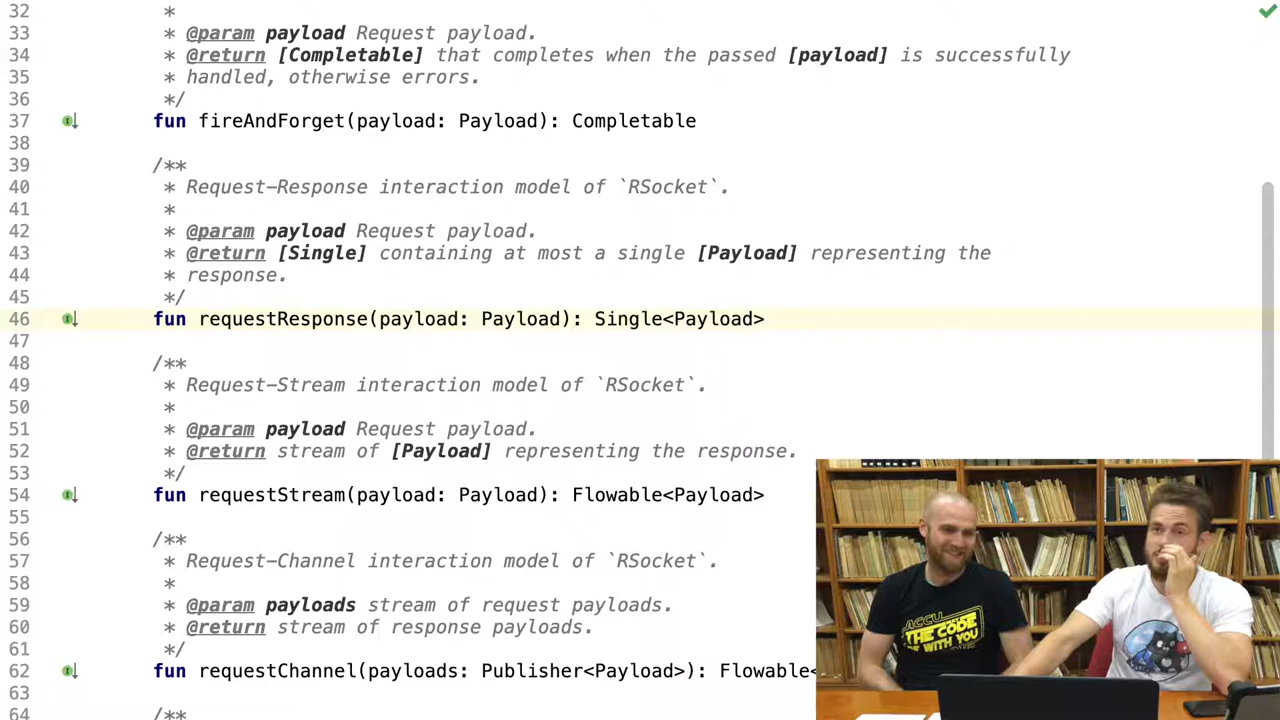 32 *
33 * @param payload Request payload.
34 * @return [Completable] that completes when the passed [payload] is successfully
35 * handled, otherwise errors.
36 */
37 fun fireAndForget(payload: Payload): Completable
38
39 /**
40 * Request-Response interaction model of `RSocket`.
41 *
42 * @param payload Request payload.
43 * @return [Single] containing at most a single [Payload] representing the
44 * response.
45 */
46 fun requestResponse(payload: Payload): Single<Payload>
47
48 /**
49 * Request-Stream interaction model of `RSocket`.
50 *
51 * @param payload Request payload.
52 * @return stream of [Payload] representing the response.
53 */
54 fun requestStream(payload: Payload): Flowable<Payload>
55
56 /**
57 * Request-Channel interaction model of `RSocket`.
58 *
59 * @param payloads stream of request payloads.
60 * @return stream of response payloads.
61 */
62 fun requestChannel(payloads: Publisher<Payload>): Flowable<
63
64 /**
ACCU
THE CODE
BE WITH YOU